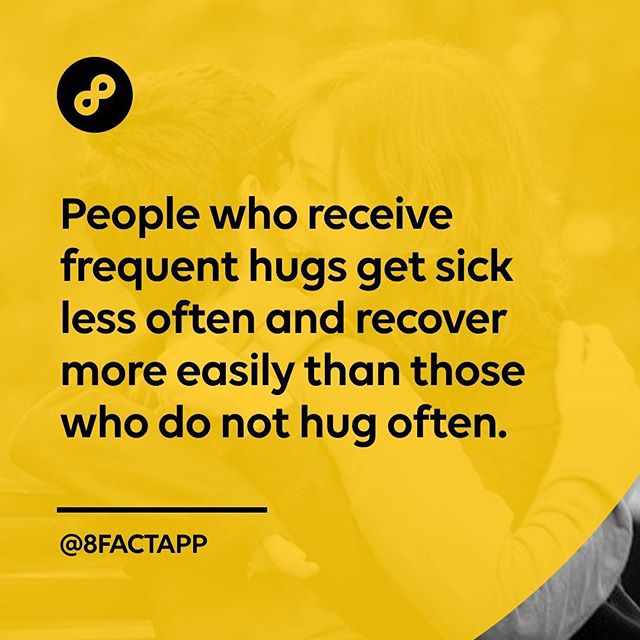 People who receive
frequent hugs get sick
less often and recover
more easily than those
who do not hug often.
@8FACTAPP